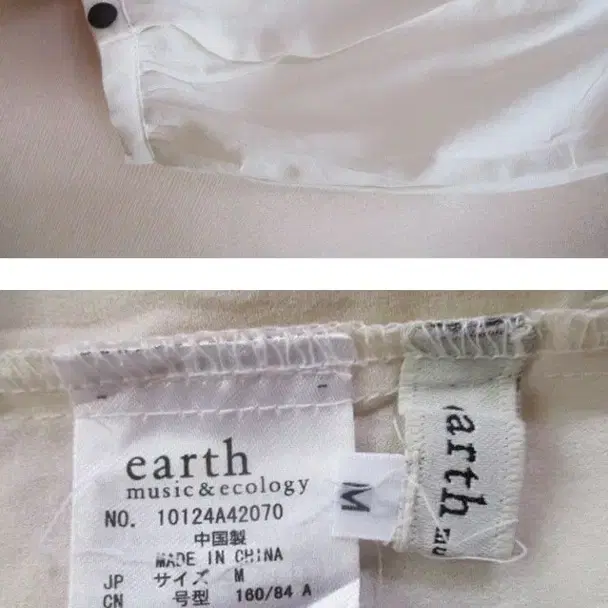 earth
music&ecology
NO. 10124A42070
中国製
MADE IN CHINA
JP サイズ M
CN 号型 160/84 A
M
earth
mu